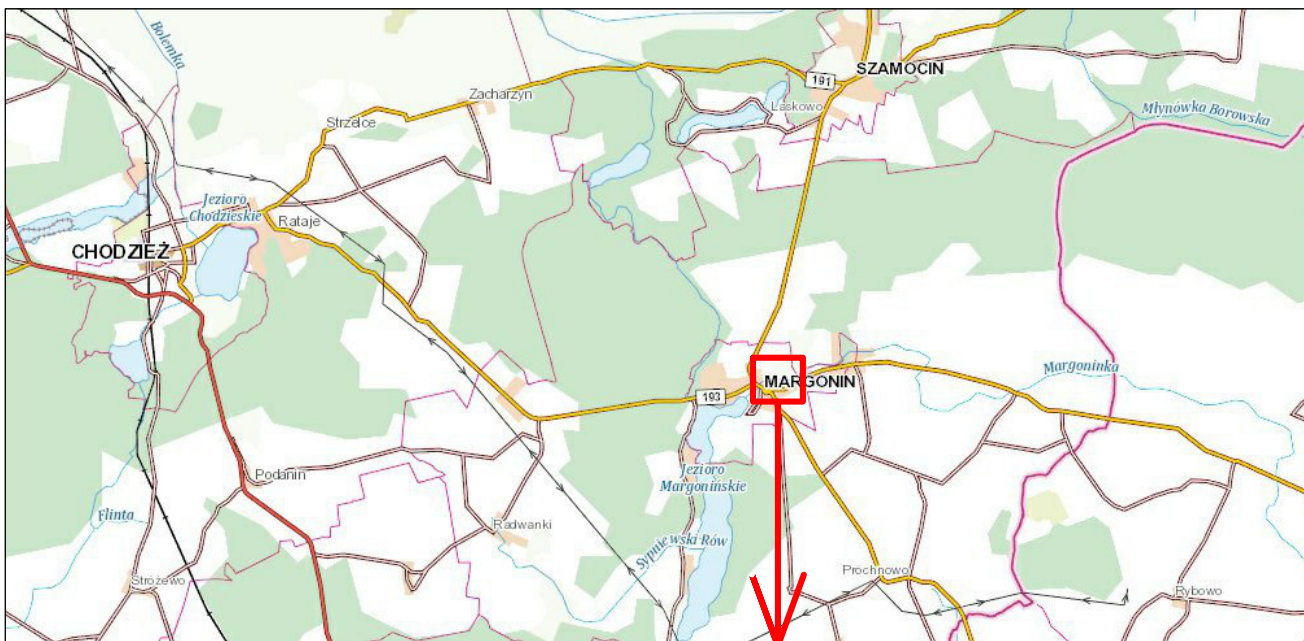 Bolemka
SZAMOCIN
191
Zacharzyn
Laskowo
Młynówka Borowska
Strzelce
Jezioro
Chodzieskie
Rataje
CHODZIEŻ
Margoninka
MARGONIN
193
Podanin
Jezioro
Margonińskie
Flinta
Radwanki
Sypniewski Rów
Strożewo
Prochnowo
Rybowo